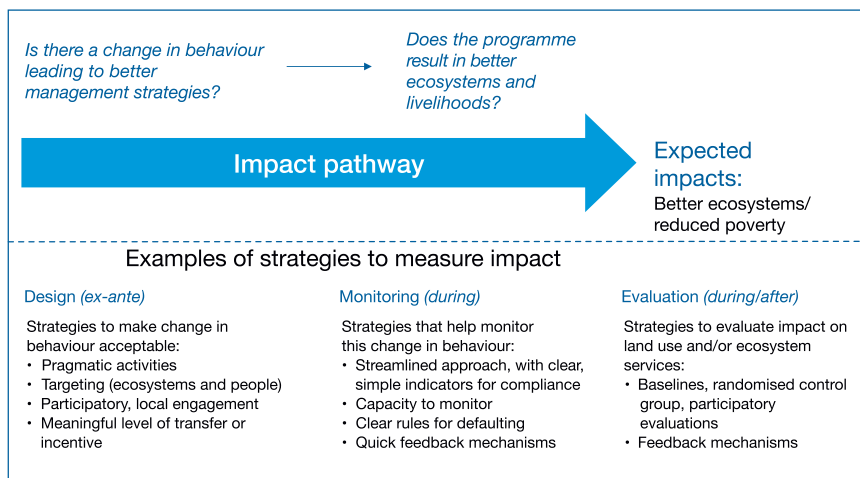 Is there a change in behaviour
leading to better
management strategies?
Does the programme
result in better
ecosystems and
livelihoods?
Impact pathway
Expected
impacts:
Better ecosystems/
reduced poverty
Examples of strategies to measure impact
Design (ex-ante)
Strategies to make change in
behaviour acceptable:
• Pragmatic activities
• Targeting (ecosystems and people)
• Participatory, local engagement
• Meaningful level of transfer or
incentive
Monitoring (during)
Strategies that help monitor
this change in behaviour:
• Streamlined approach, with clear,
simple indicators for compliance
• Capacity to monitor
• Clear rules for defaulting
• Quick feedback mechanisms
Evaluation (during/after)
Strategies to evaluate impact on
land use and/or ecosystem
services:
• Baselines, randomised control
group, participatory
evaluations
• Feedback mechanisms